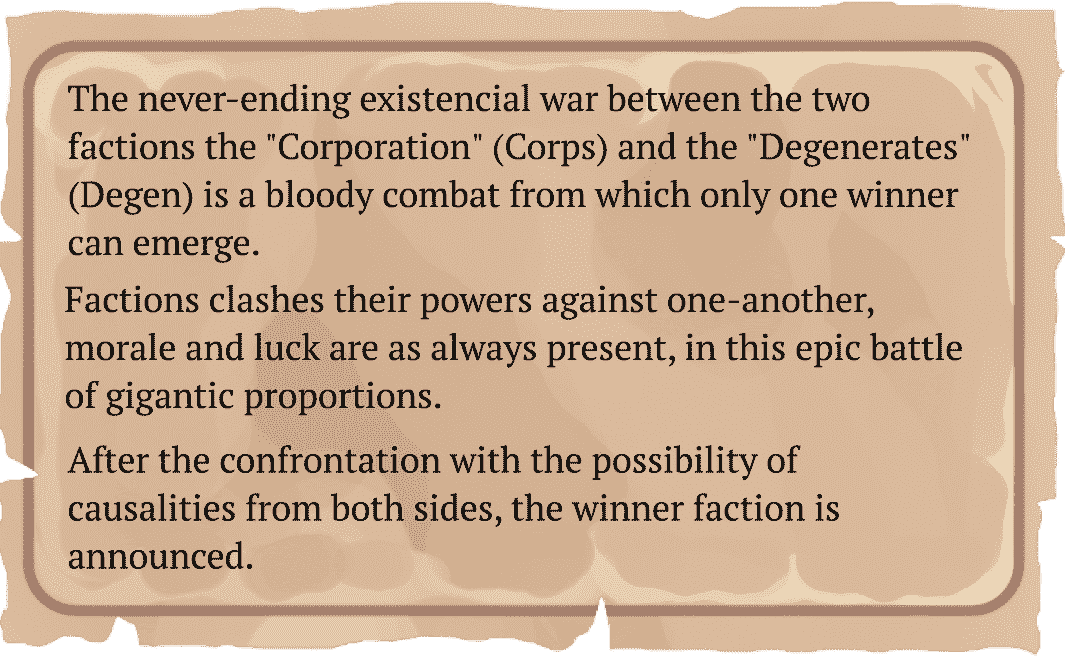 The never-ending existencial war between the two
factions the "Corporation" (Corps) and the "Degenerates"
(Degen) is a bloody combat from which only one winner
can emerge.
Factions clashes their powers against one-another,
morale and luck are as always present, in this epic battle
of gigantic proportions.
After the confrontation with the possibility of
causalities from both sides, the winner faction is
announced.